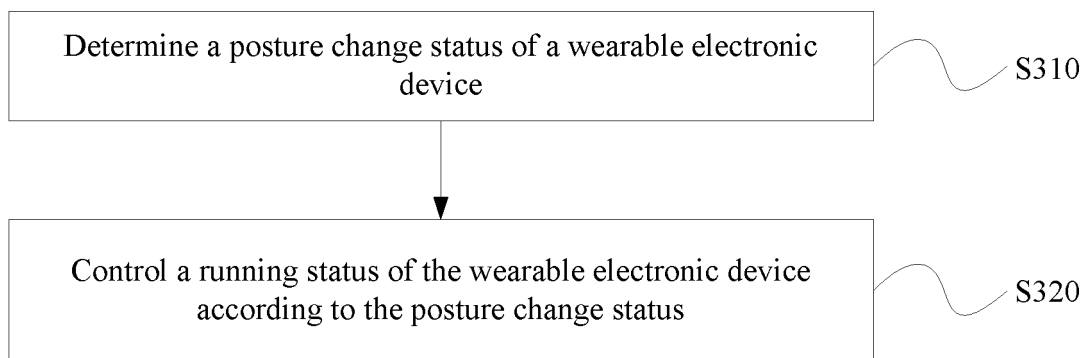 Determine a posture change status of a wearable electronic
device
S310
Control a running status of the wearable electronic device
according to the posture change status
S320